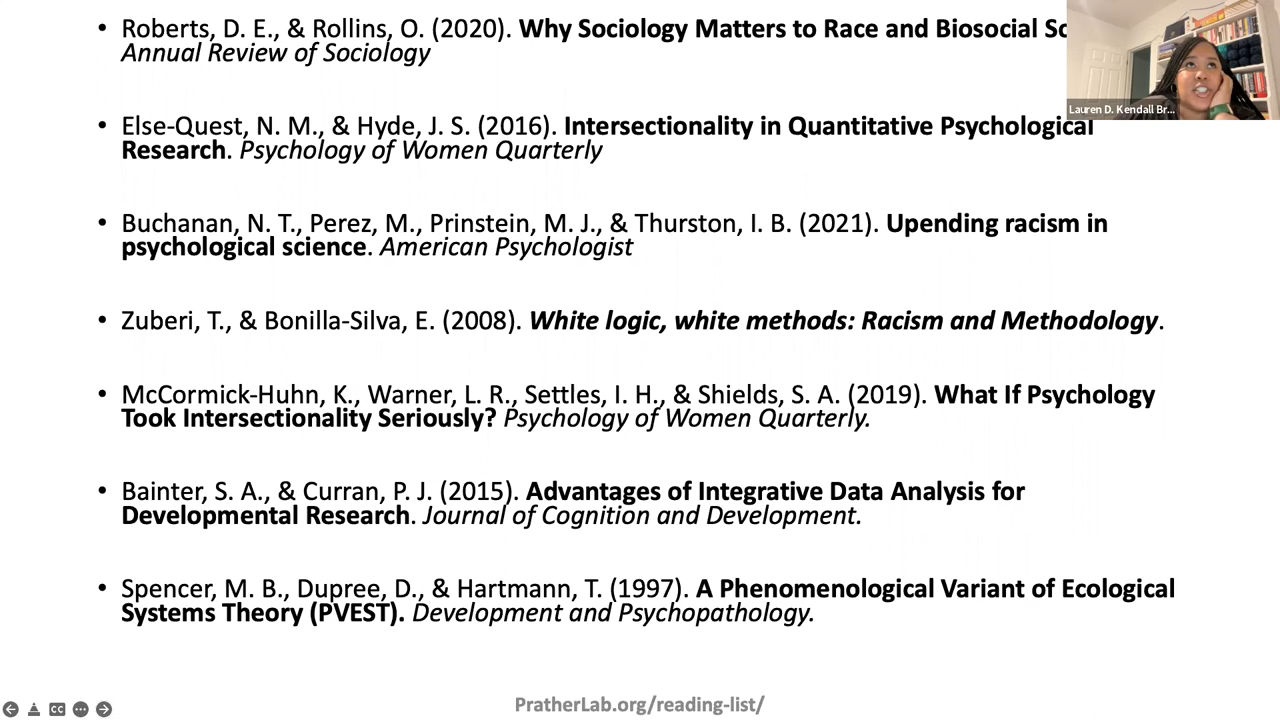 • Roberts, D. E., & Rollins, O. (2020). Why Sociology Matters to Race and Biosocial
Annual Review of Sociology
Lauren D. Kendall Br...
• Else-Quest, N. M., & Hyde, J. S. (2016). Intersectionality in Quantitative Psychological
Research. Psychology of Women Quarterly
• Buchanan, N. T., Perez, M., Prinstein, M. J., & Thurston, I. B. (2021). Upending racism in
psychological science. American Psychologist
• Zuberi, T., & Bonilla-Silva, E. (2008). White logic, white methods: Racism and Methodology.
• McCormick-Huhn, K., Warner, L. R., Settles, I. H., & Shields, S. A. (2019). What If Psychology
Took Intersectionality Seriously? Psychology of Women Quarterly.
• Bainter, S. A., & Curran, P. J. (2015). Advantages of Integrative Data Analysis for
Developmental Research. Journal of Cognition and Development.
• Spencer, M. B., Dupree, D., & Hartmann, T. (1997). A Phenomenological Variant of Ecological
Systems Theory (PVEST). Development and Psychopathology.
CC
PratherLab.org/reading-list/